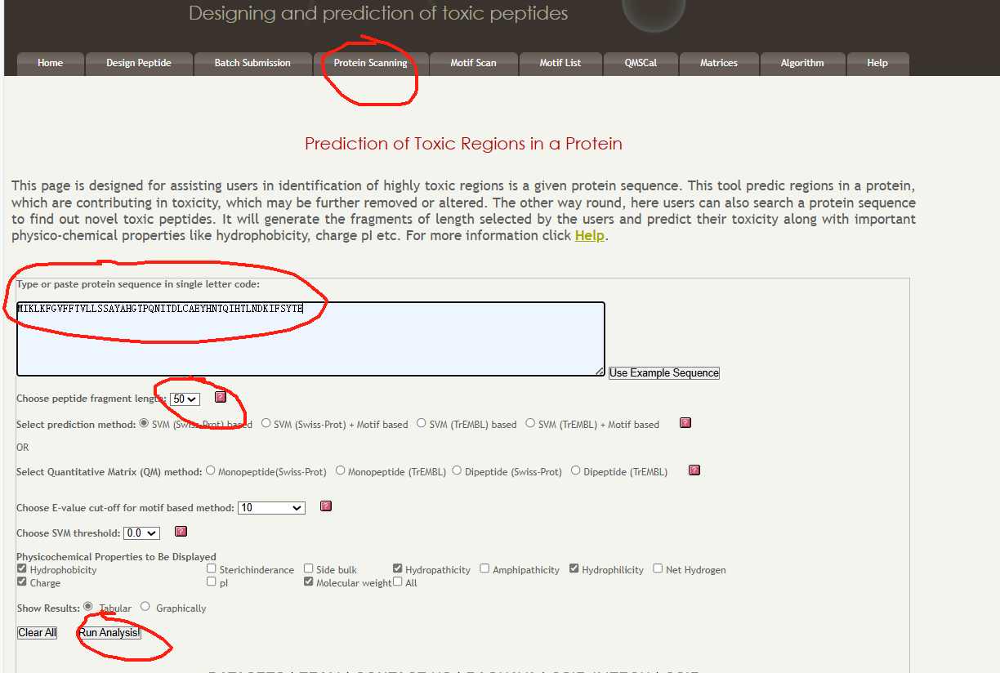 Designing and prediction of toxic peptides
Home Design Peptide Batch Submission Protein Scanning Motif Scan Motif List QMSCal Matrices Algorithm Help
Prediction of Toxic Regions in a Protein
This page is designed for assisting users in identification of highly toxic regions is a given protein sequence. This tool predic regions in a protein,
which are contributing in toxicity, which may be further removed or altered. The other way round, here users can also search a protein sequence
to find out novel toxic peptides. It will generate the fragments of length selected by the users and predict their toxicity along with important
physico-chemical properties like hydrophobicity, charge pI etc. For more information click Help.
Type or paste protein sequence in single letter code:
MIKLKFGVFFTVLLSSAYAHGTPQNITDLCAEYHNTQIHTLNDKIFSYTE
Use Example Sequence
Choose peptide fragment length: 50 ?
Select prediction method: SVM (Swiss-Prot) based SVM (Swiss-Prot) + Motif based SVM (TrEMBL) based SVM (TrEMBL) + Motif based ?
OR
Select Quantitative Matrix (QM) method: Monopeptide(Swiss-Prot) Monopeptide (TrEMBL) Dipeptide (Swiss-Prot) Dipeptide (TrEMBL) ?
Choose E-value cut-off for motif based method: 10 ?
Choose SVM threshold: 0.0 ?
Physicochemical Properties to Be Displayed
Hydrophobicity Sterichinderance Side bulk Hydropathicity Amphipathicity Hydrophilicity Net Hydrogen
Charge pI Molecular weight All
Show Results: Tabular Graphically
Clear All Run Analysis!